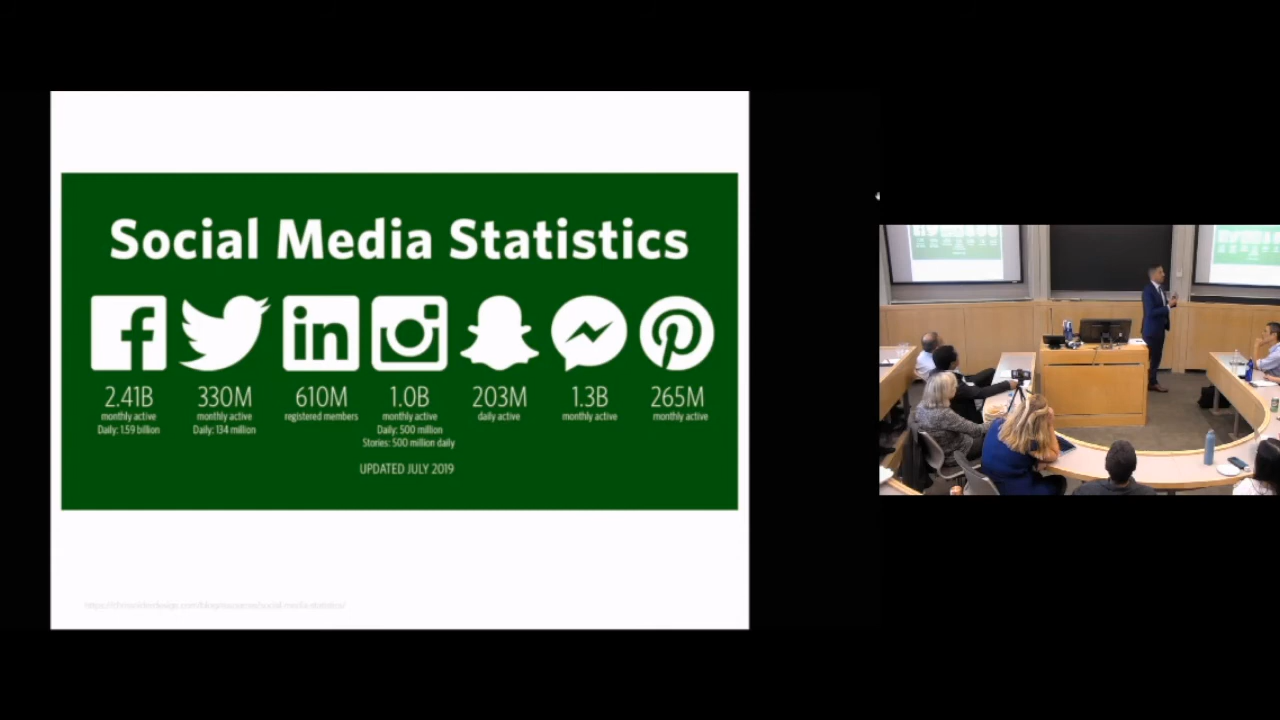 Social Media Statistics
in
2.41B 330M 610M 1.0B 203M 1.3B 265M
monthly active monthly active registered members monthly active daily active monthly active monthly active
Daily: 1.59 billion Daily: 134 million Daily: 500 million
Stories: 500 million daily
UPDATED JULY 2019